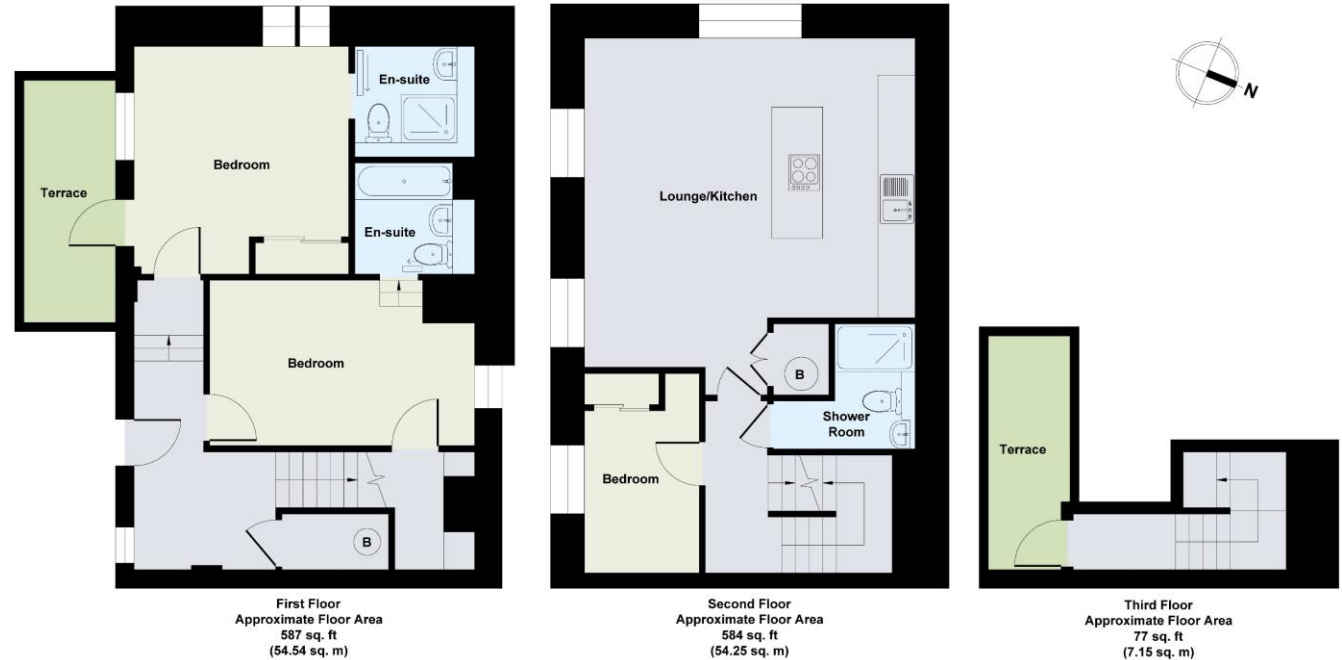 En-suite
Bedroom
Terrace
En-suite
Bedroom
B
First Floor
Approximate Floor Area
587 sq. ft
(54.54 sq. m)
Lounge/Kitchen
B
Shower
Room
Bedroom
Second Floor
Approximate Floor Area
584 sq. ft
(54.25 sq. m)
N
Terrace
Third Floor
Approximate Floor Area
77 sq. ft
(7.15 sq. m)